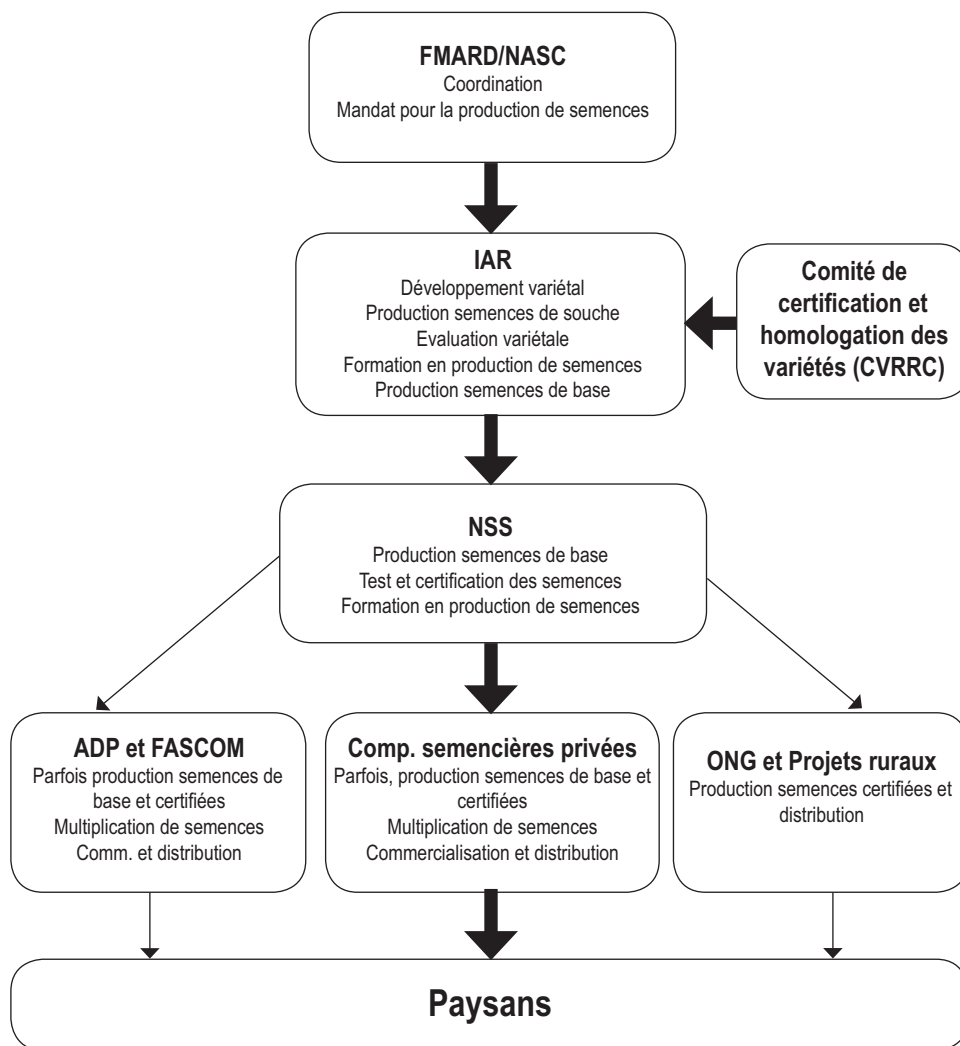 FMARD/NASC
Coordination
Mandat pour la production de semences
IAR
Développement variétal
Production semences de souche
Evaluation variétale
Formation en production de semences
Production semences de base
Comité de
certification et
homologation des
variétés (CVRRC)
NSS
Production semences de base
Test et certification des semences
Formation en production de semences
ADP et FASCOM
Parfois production semences de
base et certifiées
Multiplication de semences
Comm. et distribution
Comp. semencières privées
Parfois, production semences de base et
certifiées
Multiplication de semences
Commercialisation et distribution
ONG et Projets ruraux
Production semences certifiées et
distribution
Paysans